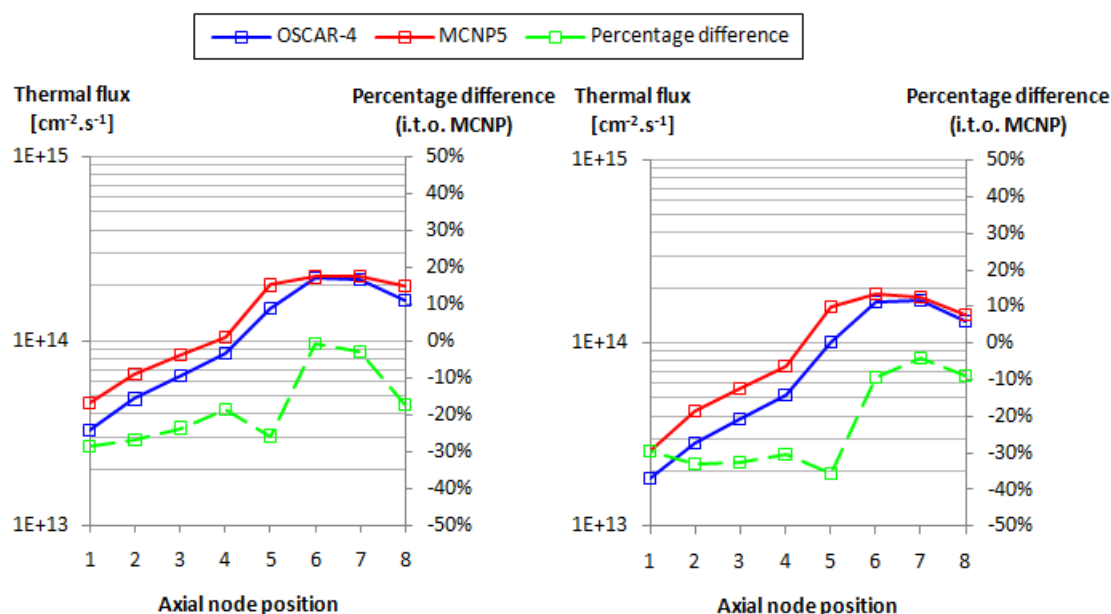 OSCAR-4 MCNP5 Percentage difference
Thermal flux
[cm⁻².s⁻¹]
Percentage difference
(i.t.o. MCNP)
1E+15
1E+14
1E+13
50%
40%
30%
20%
10%
0%
-10%
-20%
-30%
-40%
-50%
1 2 3 4 5 6 7 8
Axial node position
Thermal flux
[cm⁻².s⁻¹]
Percentage difference
(i.t.o. MCNP)
1E+15
1E+14
1E+13
50%
40%
30%
20%
10%
0%
-10%
-20%
-30%
-40%
-50%
1 2 3 4 5 6 7 8
Axial node position